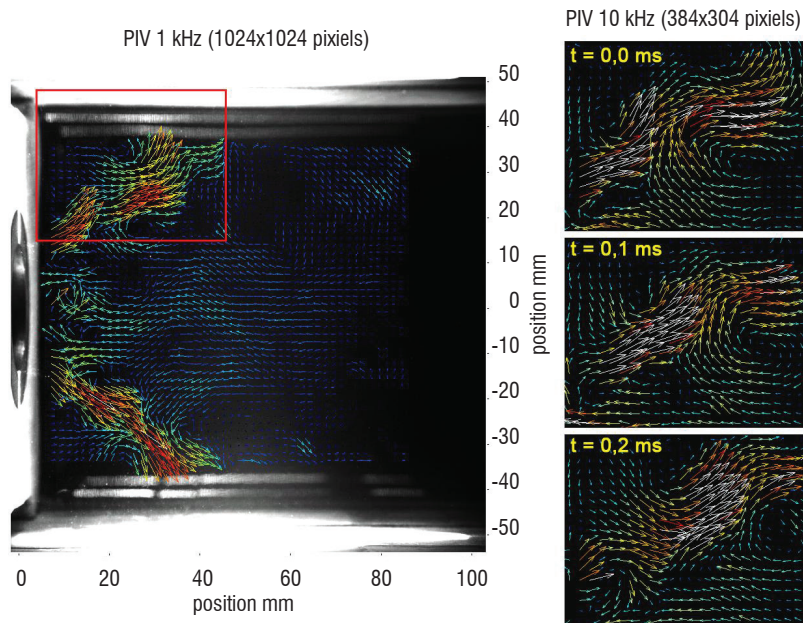 PIV 1 kHz (1024x1024 pixiels)
PIV 10 kHz (384x304 pixiels)
t = 0,0 ms
t = 0,1 ms
t = 0,2 ms
50
40
30
20
10
0
-10
-20
-30
-40
-50
position mm
0 20 40 60 80 100
position mm